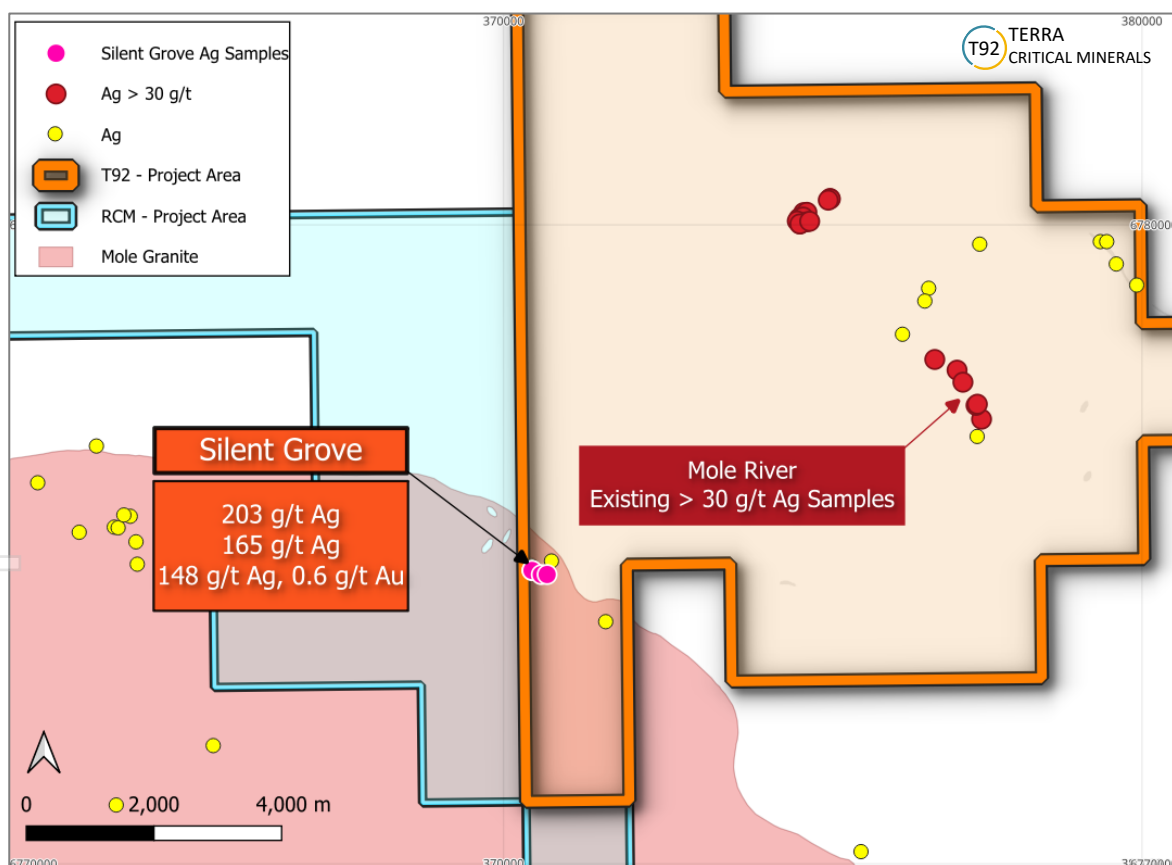 370000
380000
T92
TERRA
CRITICAL MINERALS
Silent Grove Ag Samples
Ag > 30 g/t
Ag
T92 - Project Area
RCM - Project Area
Mole Granite
6780000
Silent Grove
203 g/t Ag
165 g/t Ag
148 g/t Ag, 0.6 g/t Au
Mole River
Existing > 30 g/t Ag Samples
0
2,000
4,000 m
6770000
370000